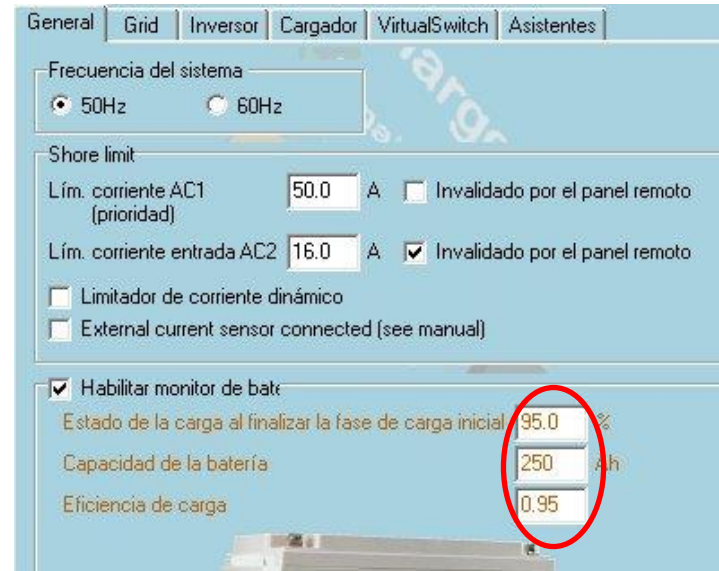 General Grid Inversor Cargador VirtualSwitch Asistentes
Frecuencia del sistema
50Hz 60Hz
Shore limit
Lím. corriente AC1 50.0 A Invalidado por el panel remoto
(prioridad)
Lím. corriente entrada AC2 16.0 A Invalidado por el panel remoto
Limitador de corriente dinámico
External current sensor connected (see manual)
Habilitar monitor de bate
Estado de la carga al finalizar la fase de carga inicial 95.0 %
Capacidad de la batería 250 Ah
Eficiencia de carga 0.95